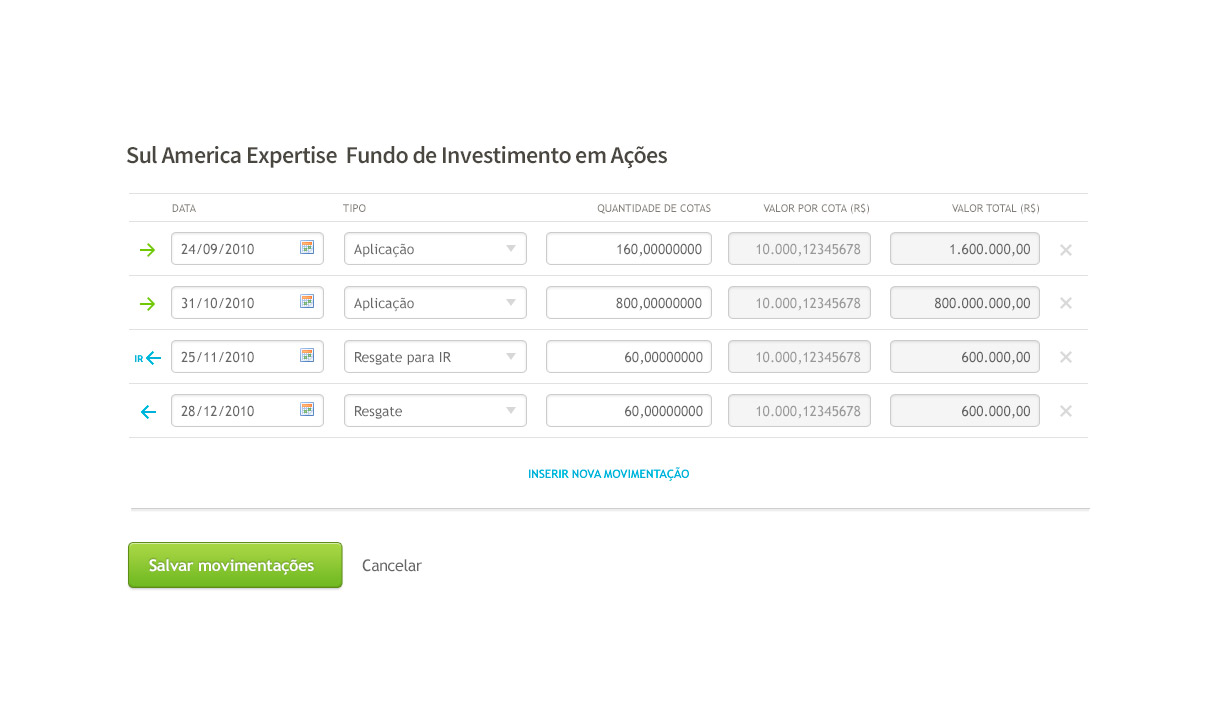 Sul America Expertise Fundo de Investimento em Ações
DATA TIPO QUANTIDADE DE COTAS VALOR POR COTA (R$) VALOR TOTAL (R$)
24/09/2010 Aplicação 160,00000000 10.000,12345678 1.600.000,00
31/10/2010 Aplicação 800,00000000 10.000,12345678 800.000.000,00
IR 25/11/2010 Resgate para IR 60,00000000 10.000,12345678 600.000,00
28/12/2010 Resgate 60,00000000 10.000,12345678 600.000,00
INSERIR NOVA MOVIMENTAÇÃO
Salvar movimentações Cancelar